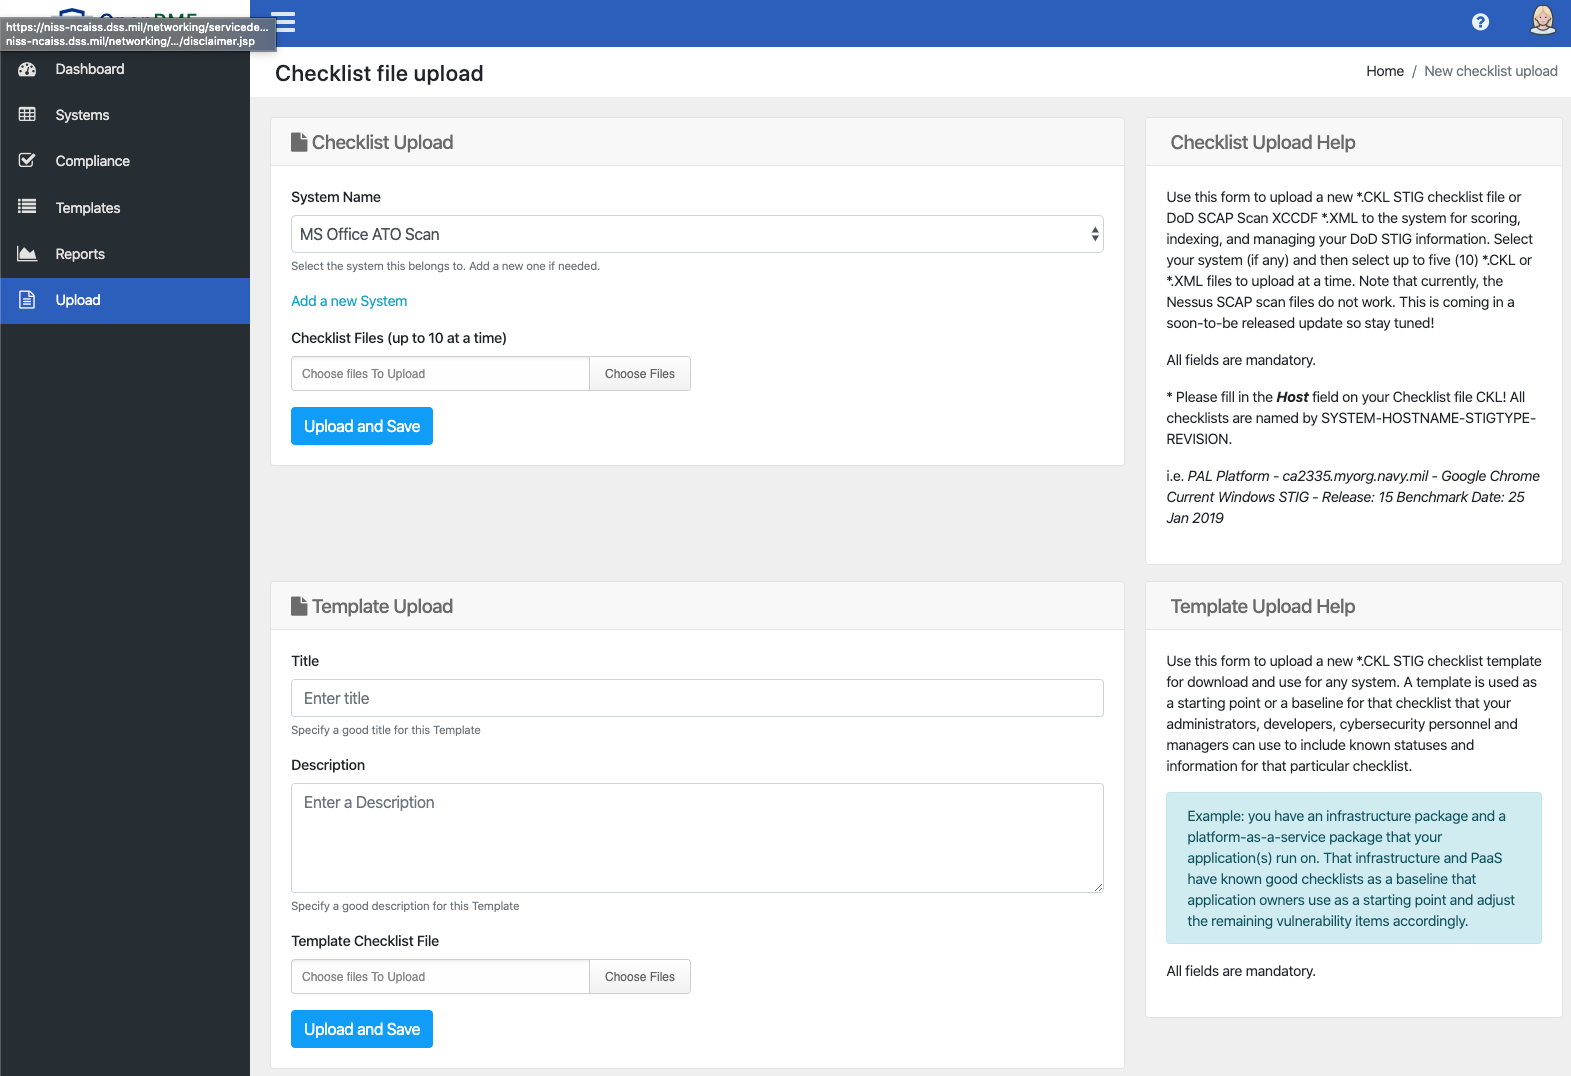 https://niss-ncaiss.dss.mil/networking/servicede...
niss-ncaiss.dss.mil/networking/.../disclaimer.jsp
Dashboard
Systems
Compliance
Templates
Reports
Upload
Checklist file upload
Home / New checklist upload
Checklist Upload
System Name
MS Office ATO Scan
Select the system this belongs to. Add a new one if needed.
Add a new System
Checklist Files (up to 10 at a time)
Choose files To Upload
Choose Files
Upload and Save
Checklist Upload Help
Use this form to upload a new *.CKL STIG checklist file or
DoD SCAP Scan XCCDF *.XML to the system for scoring,
indexing, and managing your DoD STIG information. Select
your system (if any) and then select up to five (10) *.CKL or
*.XML files to upload at a time. Note that currently, the
Nessus SCAP scan files do not work. This is coming in a
soon-to-be released update so stay tuned!
All fields are mandatory.
* Please fill in the Host field on your Checklist file CKL! All
checklists are named by SYSTEM-HOSTNAME-STIGTYPE-
REVISION.
i.e. PAL Platform - ca2335.myorg.navy.mil - Google Chrome
Current Windows STIG - Release: 15 Benchmark Date: 25
Jan 2019
Template Upload
Title
Enter title
Specify a good title for this Template
Description
Enter a Description
Specify a good description for this Template
Template Checklist File
Choose files To Upload
Choose Files
Upload and Save
Template Upload Help
Use this form to upload a new *.CKL STIG checklist template
for download and use for any system. A template is used as
a starting point or a baseline for that checklist that your
administrators, developers, cybersecurity personnel and
managers can use to include known statuses and
information for that particular checklist.
Example: you have an infrastructure package and a
platform-as-a-service package that your
application(s) run on. That infrastructure and PaaS
have known good checklists as a baseline that
application owners use as a starting point and adjust
the remaining vulnerability items accordingly.
All fields are mandatory.